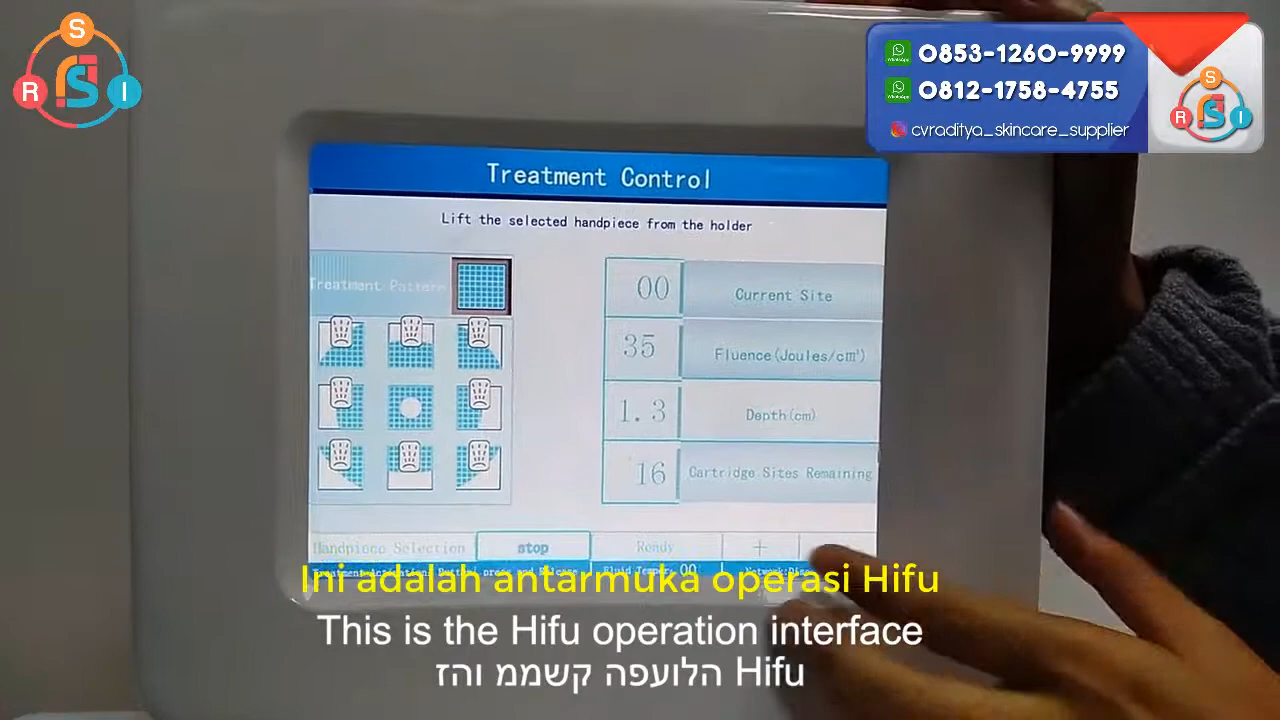 S
R
I
0853-1260-9999
0812-1758-4755
cvraditya_skincare_supplier
S
R
I
Treatment Control
Lift the selected handpiece from the holder
Treatment Pattern
00 Current Site
35 Fluence(Joules/cm²)
1.3 Depth(cm)
16 Cartridge Sites Remaining
Handpiece Selection stop Ready +
00
Ini adalah antarmuka operasi Hifu
This is the Hifu operation interface
Hifu הלועפה קשממ והז